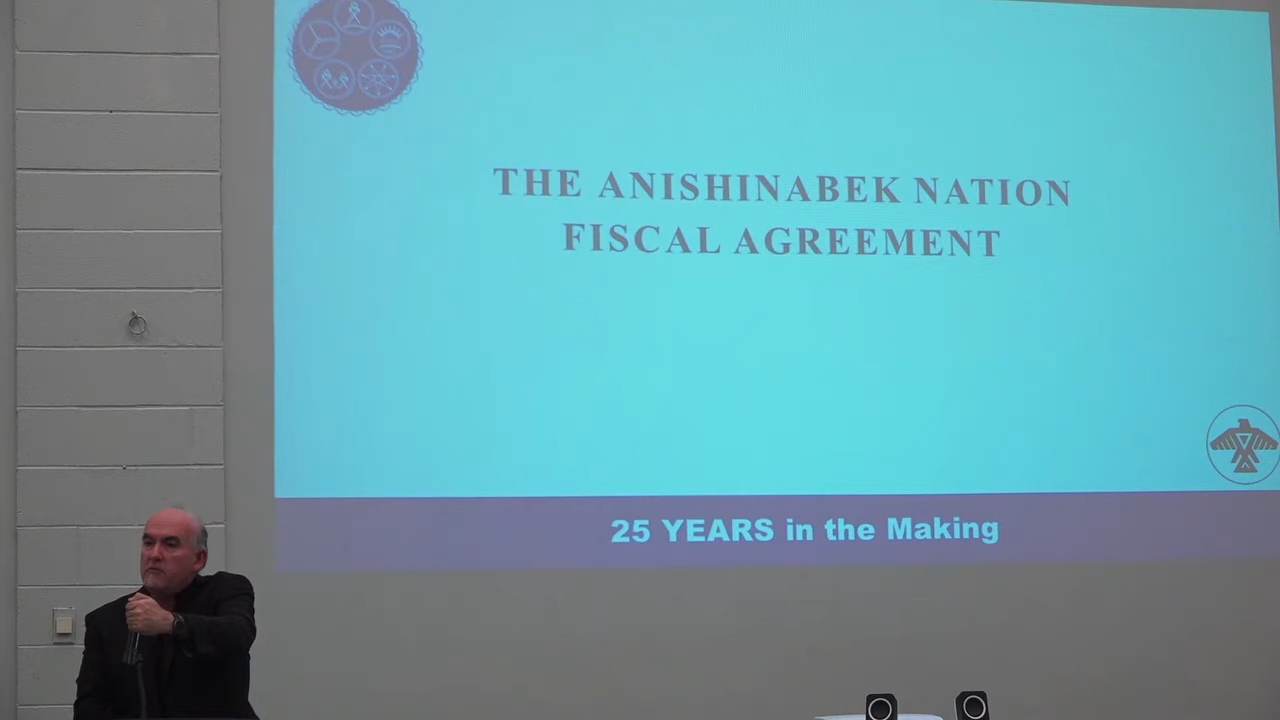 THE ANISHINABEK NATION
FISCAL AGREEMENT
25 YEARS in the Making